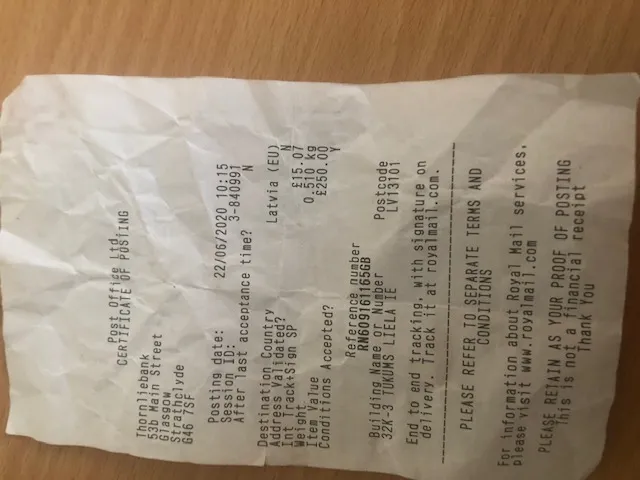 Post Office Ltd
CERTIFICATE OF POSTING
Thornliebank
53b Main Street
Glasgow
Strathclyde
G46 7SF
Posting date: 22/06/2020 10:15
Session ID: 3-840991
After last acceptance time? N
Destination Country Latvia (EU)
Address Validated? N
Int Track+Sign SP £15.07
Weight 0.510 kg
Item Value £250.00
Conditions Accepted? Y
Reference number
RN609161165GB
Building Name or Number Postcode
32K-3 TUKUMS LIELA IE LV13101
End to end tracking, with signature on
delivery. Track it at royalmail.com.
PLEASE REFER TO SEPARATE TERMS AND
CONDITIONS
For information about Royal Mail services,
please visit www.royalmail.com
PLEASE RETAIN AS YOUR PROOF OF POSTING
This is not a financial receipt
Thank You